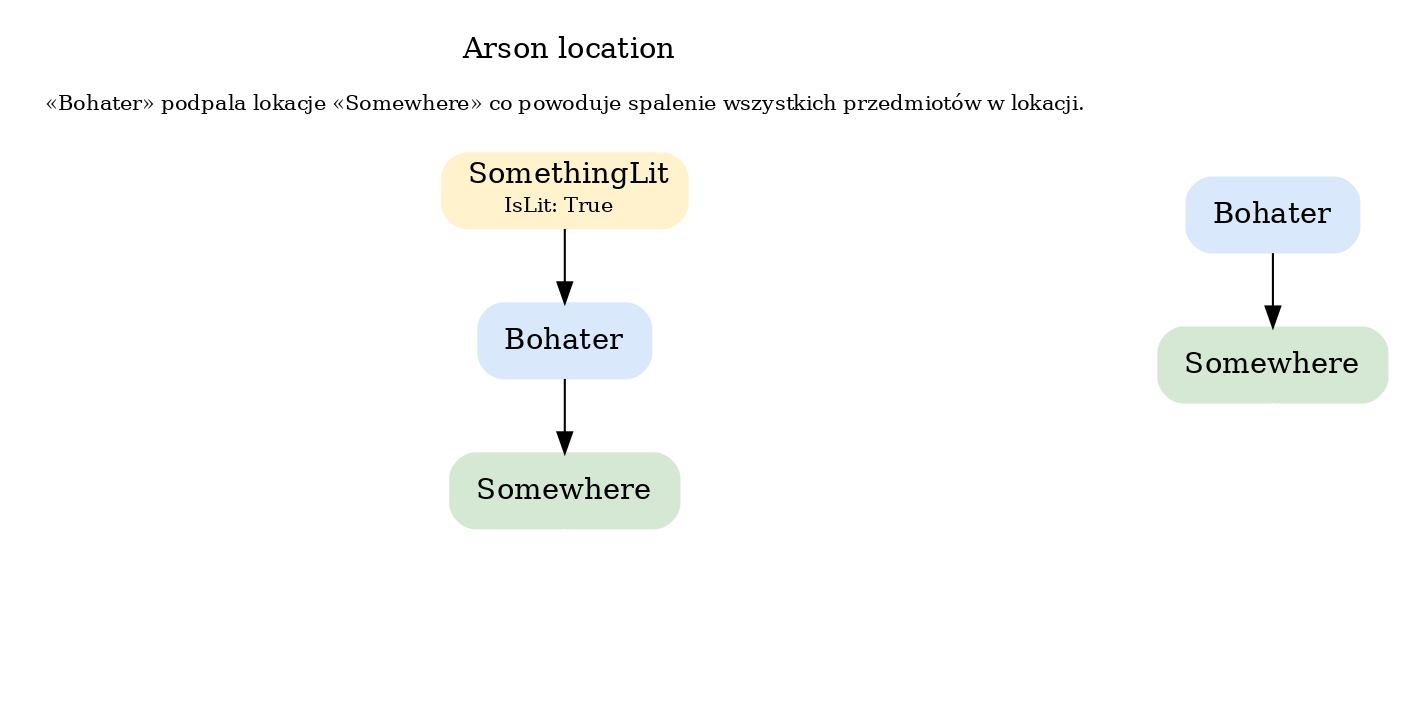 Arson location
«Bohater» podpala lokacje «Somewhere» co powoduje spalenie wszystkich przedmiotów w lokacji.
SomethingLit
IsLit: True
Bohater
Somewhere
Bohater
Somewhere